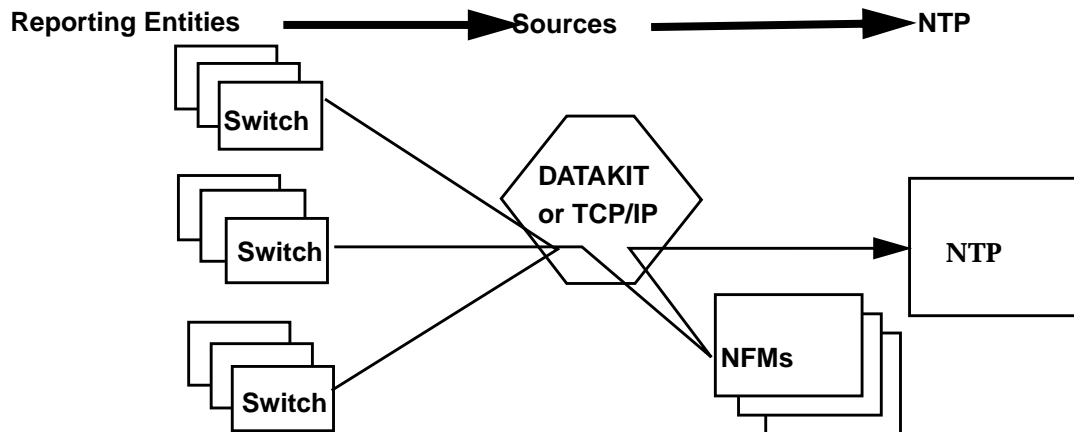 Reporting Entities
Sources
NTP
Switch
DATAKIT
or TCP/IP
Switch
NTP
NFMs
Switch